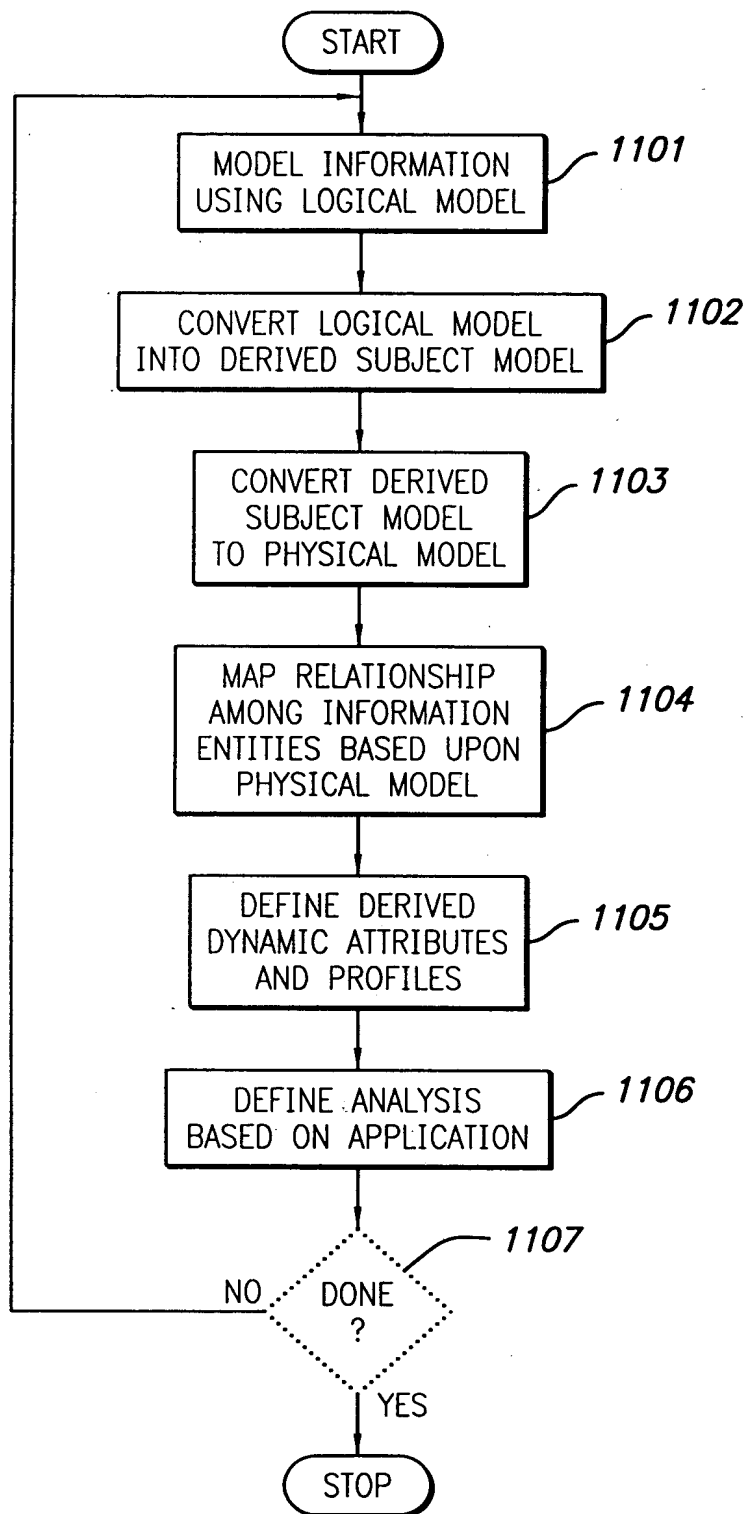 START
MODEL INFORMATION
USING LOGICAL MODEL
1101
CONVERT LOGICAL MODEL
INTO DERIVED SUBJECT MODEL
1102
CONVERT DERIVED
SUBJECT MODEL
TO PHYSICAL MODEL
1103
MAP RELATIONSHIP
AMONG INFORMATION
ENTITIES BASED UPON
PHYSICAL MODEL
1104
DEFINE DERIVED
DYNAMIC ATTRIBUTES
AND PROFILES
1105
DEFINE ANALYSIS
BASED ON APPLICATION
1106
DONE
?
1107
NO
YES
STOP